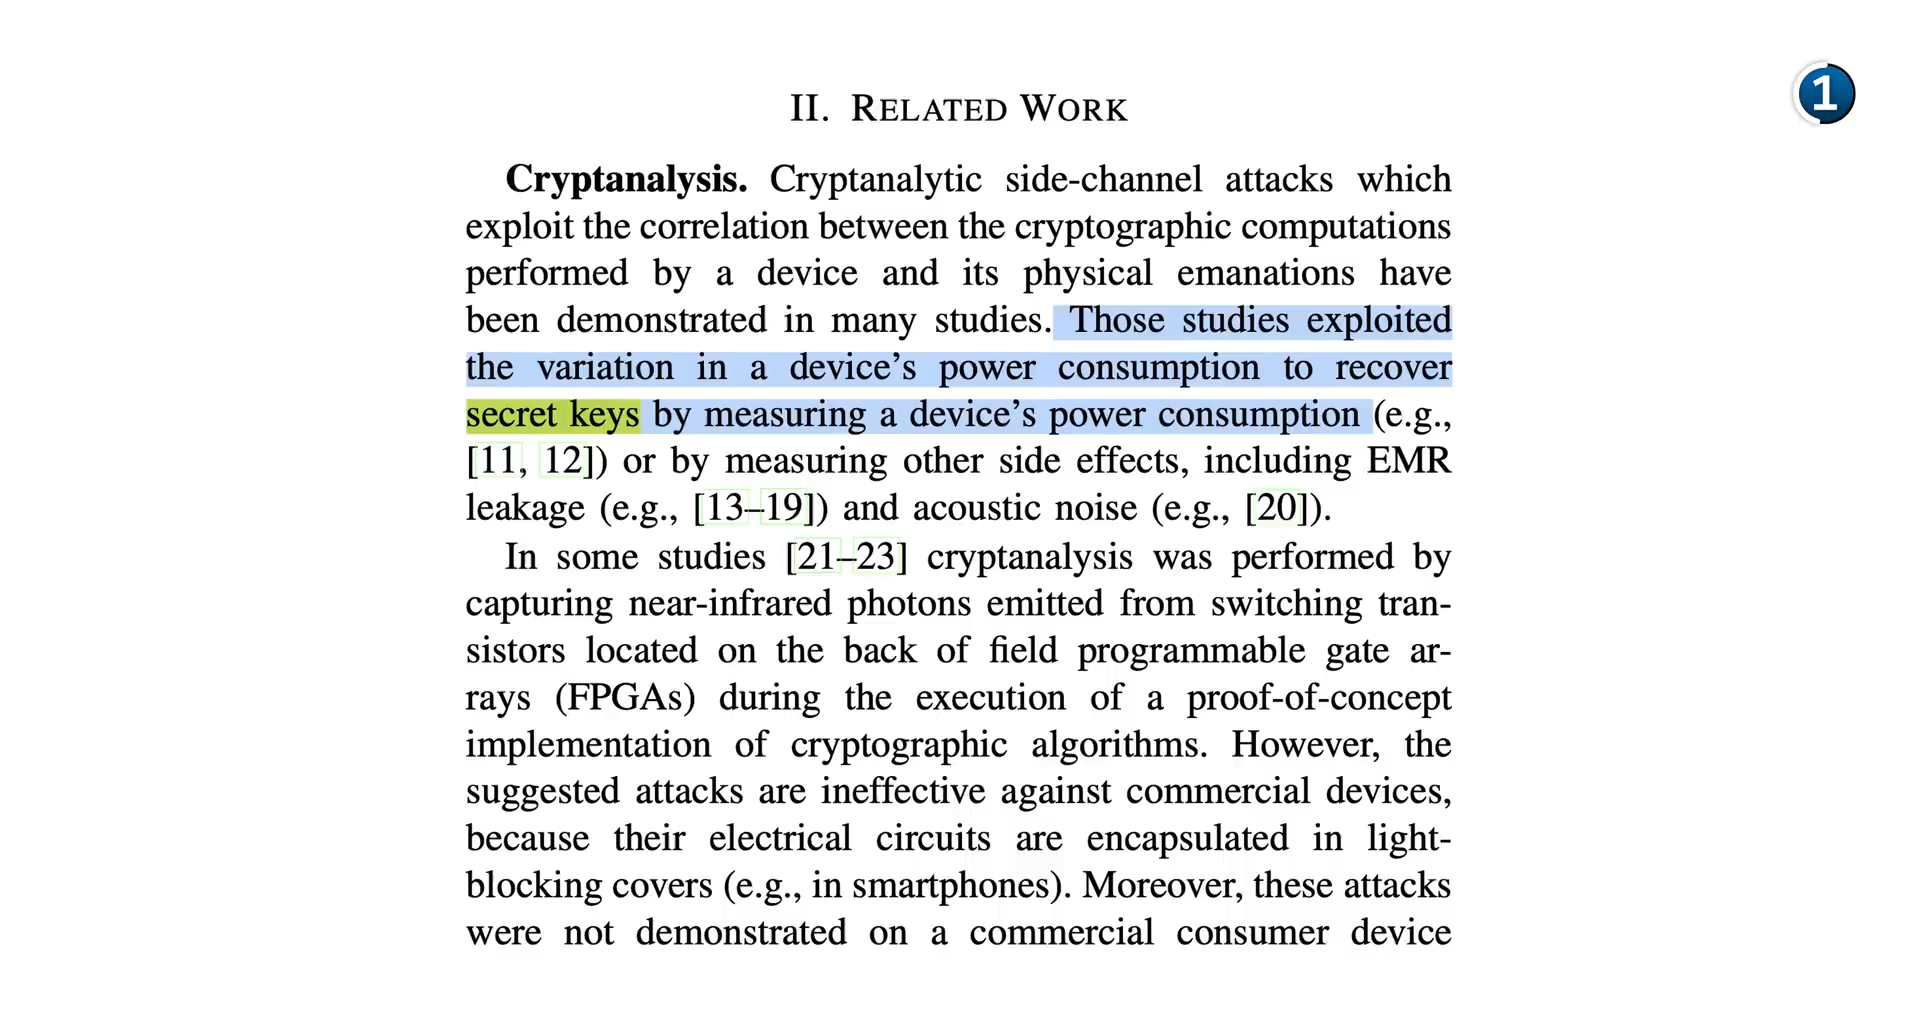 1
II. RELATED WORK
Cryptanalysis. Cryptanalytic side-channel attacks which
exploit the correlation between the cryptographic computations
performed by a device and its physical emanations have
been demonstrated in many studies. Those studies exploited
the variation in a device’s power consumption to recover
secret keys by measuring a device’s power consumption (e.g.,
[11, 12]) or by measuring other side effects, including EMR
leakage (e.g., [13–19]) and acoustic noise (e.g., [20]).
In some studies [21–23] cryptanalysis was performed by
capturing near-infrared photons emitted from switching tran-
sistors located on the back of field programmable gate ar-
rays (FPGAs) during the execution of a proof-of-concept
implementation of cryptographic algorithms. However, the
suggested attacks are ineffective against commercial devices,
because their electrical circuits are encapsulated in light-
blocking covers (e.g., in smartphones). Moreover, these attacks
were not demonstrated on a commercial consumer device